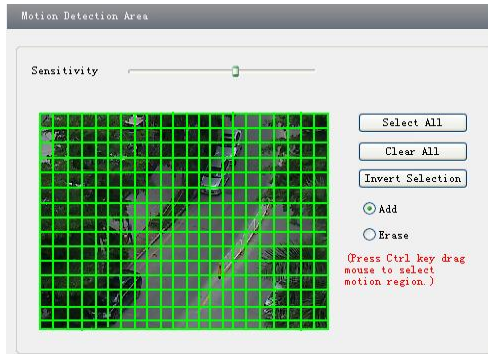 Motion Detection Area
Sensitivity
Select All
Clear All
Invert Selection
Add
Erase
(Press Ctrl key drag
mouse to select
motion region.)